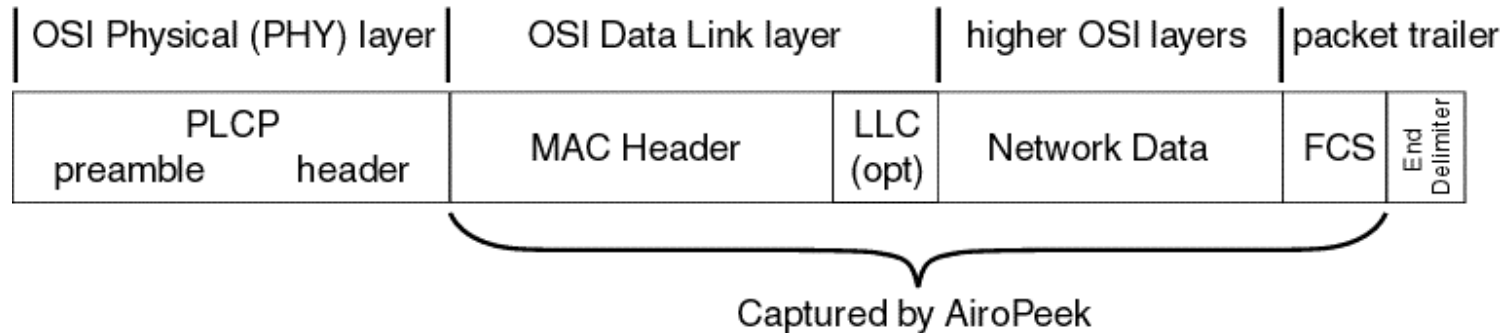 OSI Physical (PHY) layer
OSI Data Link layer
higher OSI layers
packet trailer
PLCP
preamble header
MAC Header
LLC
(opt)
Network Data
FCS
End
Delimiter
Captured by AiroPeek